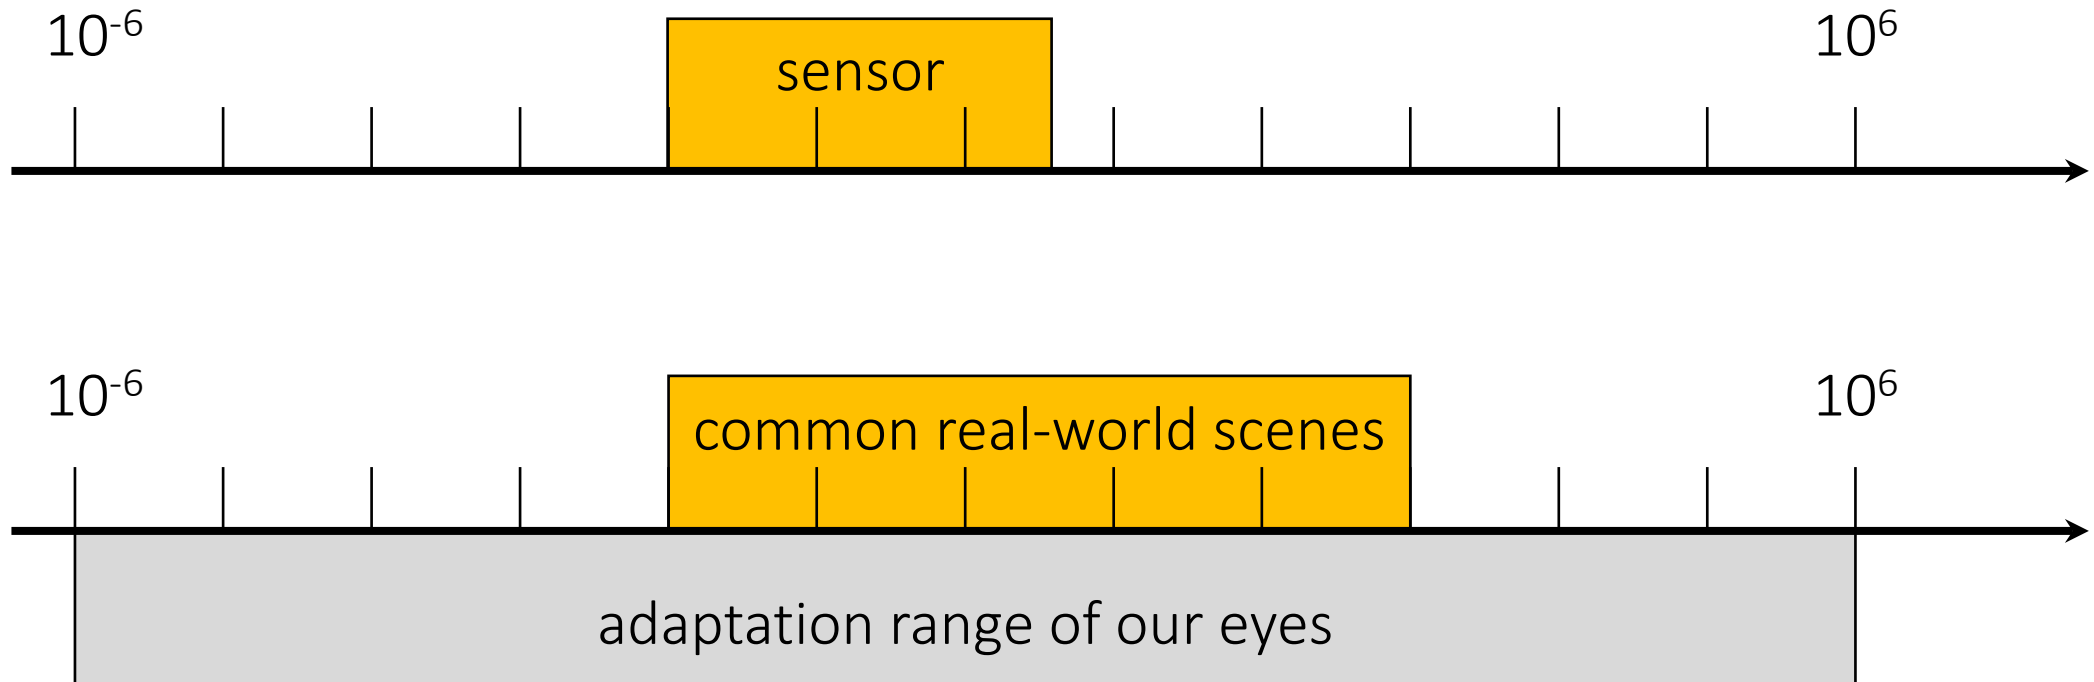 10⁻⁶
10⁶
sensor
10⁻⁶
10⁶
common real-world scenes
adaptation range of our eyes